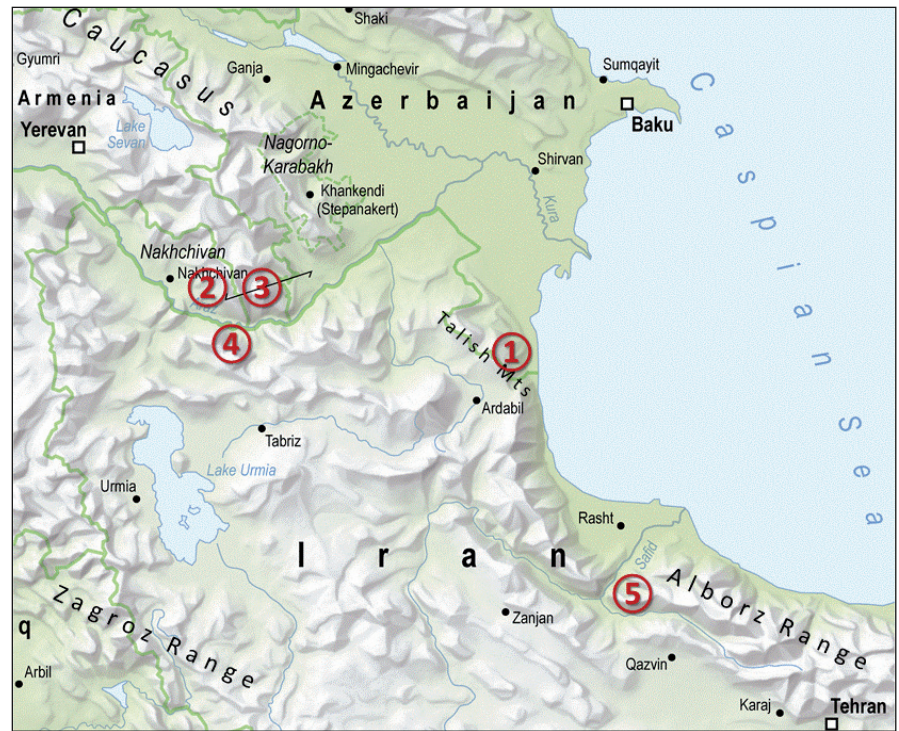 Caucasus
Shaki
Gyumri
Ganja
Mingachevir
Sumqayit
Armenia
Azerbaijan
Yerevan
Lake
Sevan
Baku
Nagorno-
Karabakh
Shirvan
Khankendi
(Stepanakert)
Kura
Caspian Sea
Nakhchivan
Nakhchivan
2
3
4
Talish Mts
1
Ardabil
Tabriz
Lake Urmia
Urmia
Rasht
Iran
Safid
5
Alborz Range
Zagroz Range
Zanjan
q
Qazvin
Arbil
Karaj
Tehran